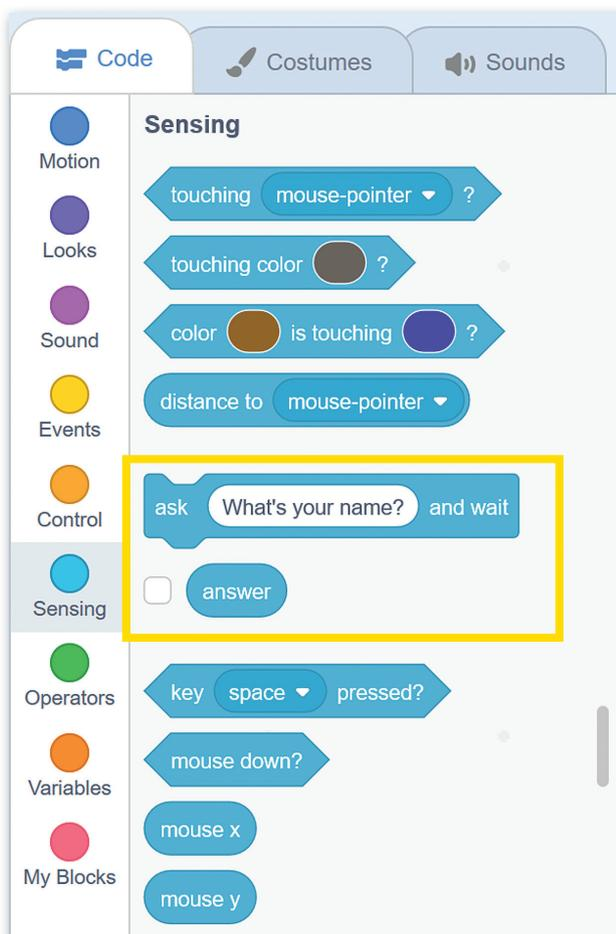 Code Costumes Sounds
Motion
Looks
Sound
Events
Control
Sensing
Operators
Variables
My Blocks
Sensing
touching mouse-pointer ?
touching color ?
color is touching ?
distance to mouse-pointer
ask What's your name? and wait
answer
key space pressed?
mouse down?
mouse x
mouse y